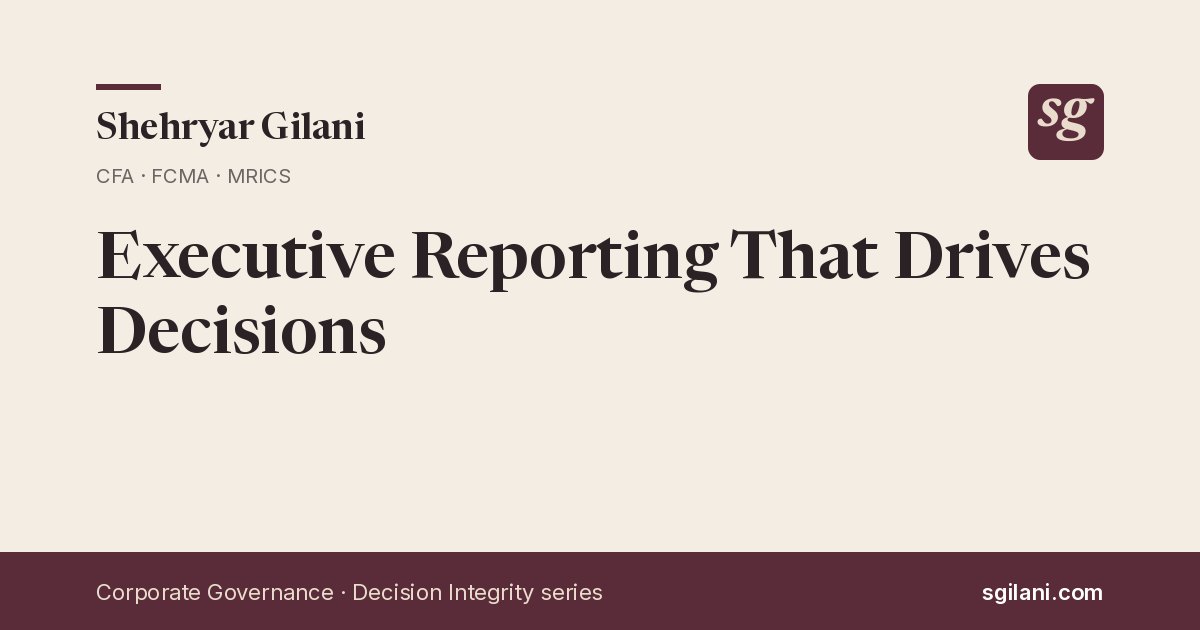 Shehryar Gilani
sg
CFA · FCMA · MRICS
Executive Reporting That Drives
Decisions
Corporate Governance · Decision Integrity series
sgilani.com